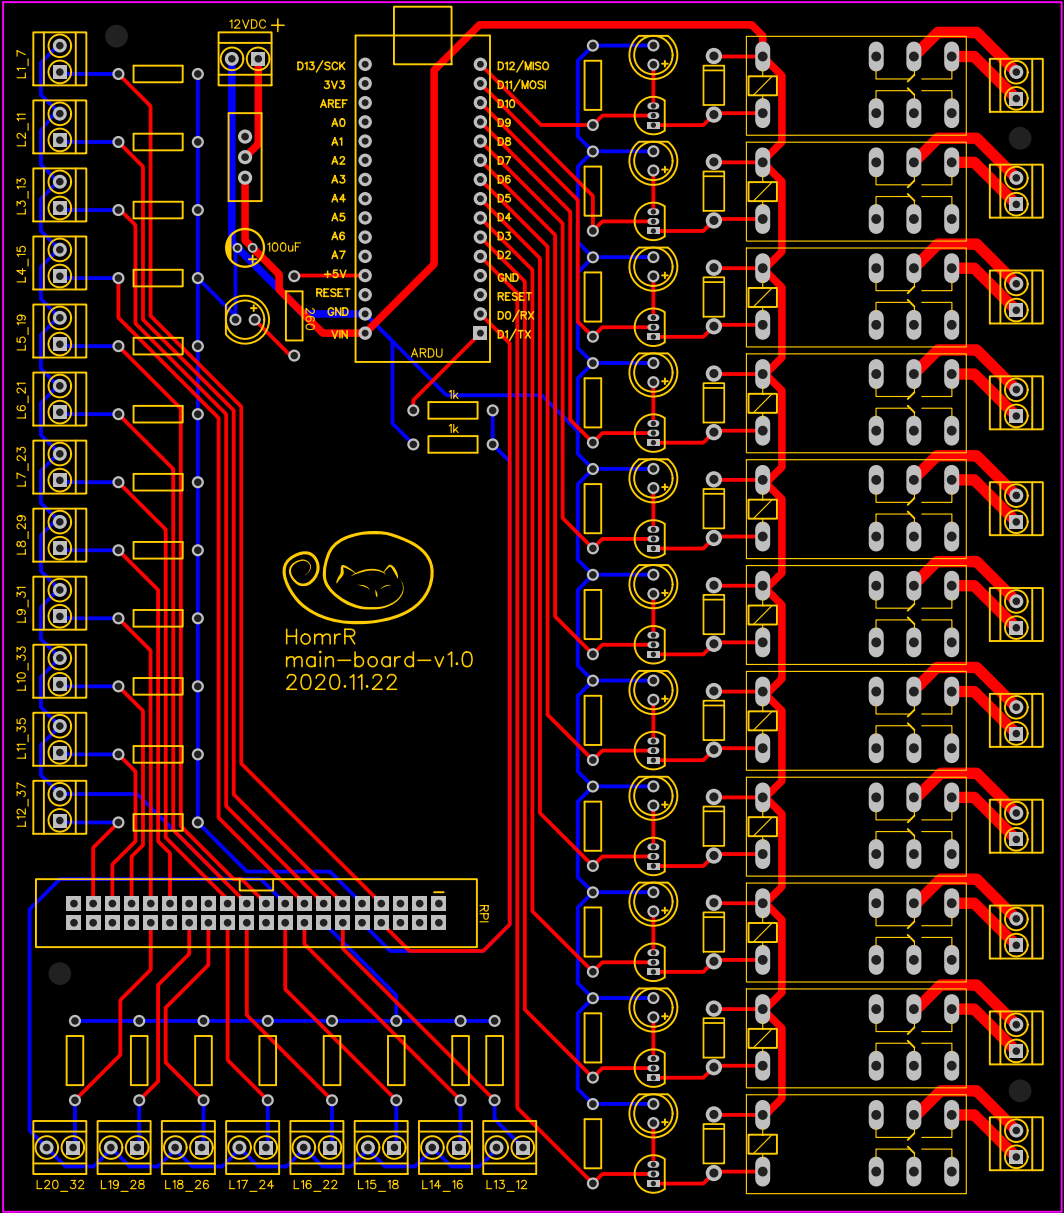 12VDC +
L1_7
L2_11
L3_13
L4_15
L5_19
L6_21
L7_23
L8_29
L9_31
L10_33
L11_35
L12_37
100uF
+
+
260
D13/SCK
3V3
AREF
A0
A1
A2
A3
A4
A5
A6
A7
+5V
RESET
GND
VIN
D12/MISO
D11/MOSI
D10
D9
D8
D7
D6
D5
D4
D3
D2
GND
RESET
D0/RX
D1/TX
ARDU
1k
1k
+
+
+
+
+
+
+
+
+
+
+
HomrR
main-board-v1.0
2020.11.22
RPI
L20_32
L19_28
L18_26
L17_24
L16_22
L15_18
L14_16
L13_12